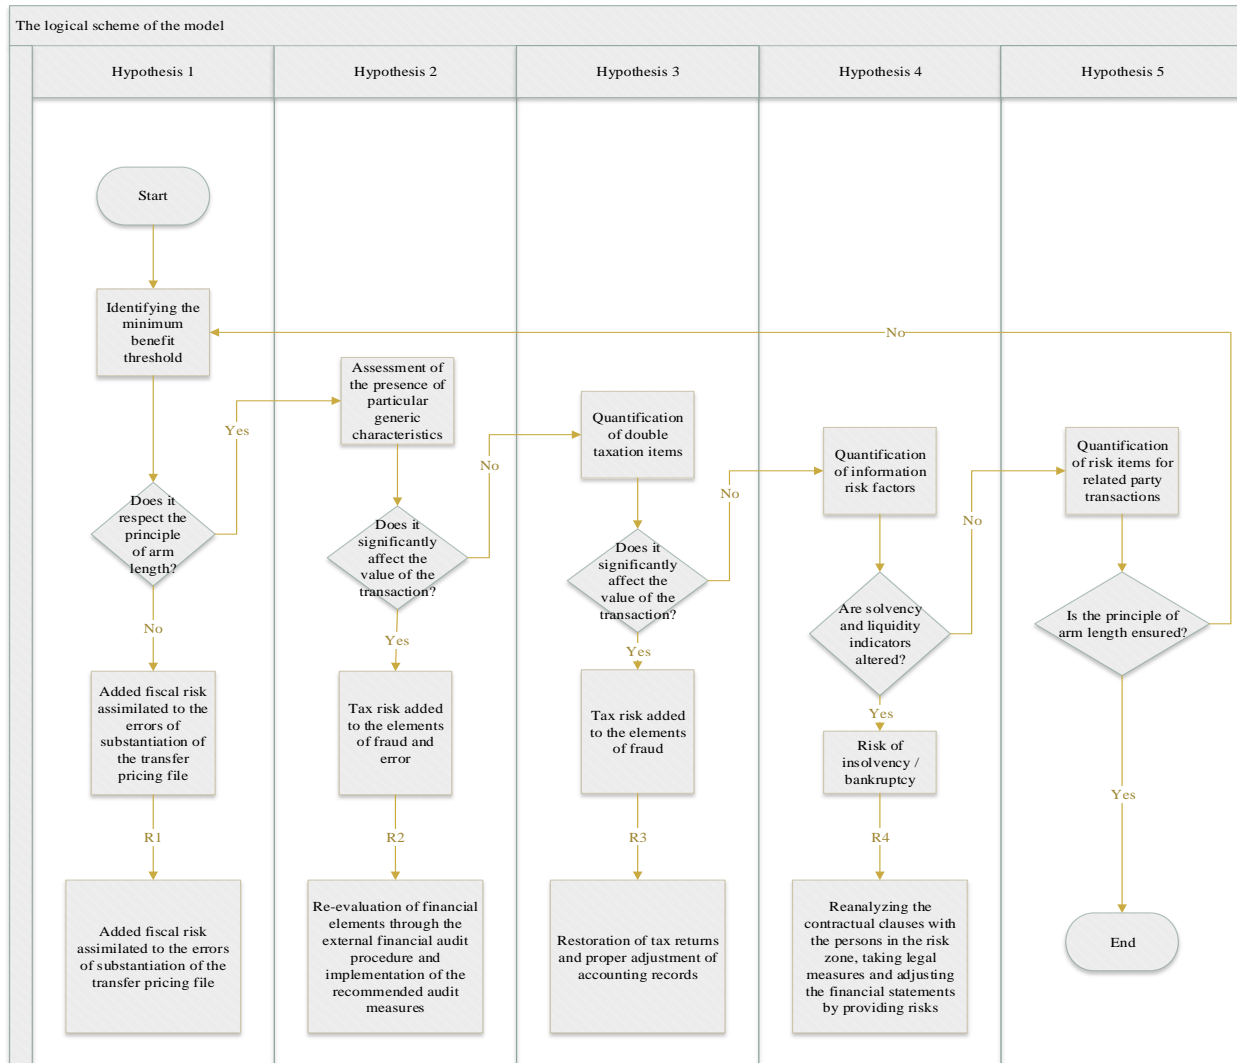 The logical scheme of the model
Hypothesis 1
Hypothesis 2
Hypothesis 3
Hypothesis 4
Hypothesis 5
Start
Identifying the
minimum
benefit
threshold
Yes
Does it
respect the
principle
of arm
length?
No
Added fiscal risk
assimilated to the
errors of
substantiation of
the transfer
pricing file
R1
Added fiscal risk
assimilated to the errors
of substantiation of the
transfer pricing file
Assessment of
the presence of
particular
generic
characteristics
No
Does it
significantly
affect the
value of the
transaction?
Yes
Tax risk added
to the elements
of fraud and
error
R2
Re-evaluation of financial
elements through the
external financial audit
procedure and
implementation of the
recommended audit
measures
Quantification
of double
taxation items
No
Does it
significantly
affect the
value of the
transaction?
Yes
Tax risk added
to the elements
of fraud
R3
Restoration of tax returns
and proper adjustment of
accounting records
Quantification
of information
risk factors
No
Are solvency
and
liquidity
indicators
altered?
Yes
Risk of
insolvency /
bankruptcy
R4
Reanalyzing the
contractual clauses with
the persons in the risk
zone, taking legal
measures and adjusting
the financial statements
by providing risks
No
Quantification
of risk items for
related party
transactions
Is the principle of
arm length ensured?
Yes
End